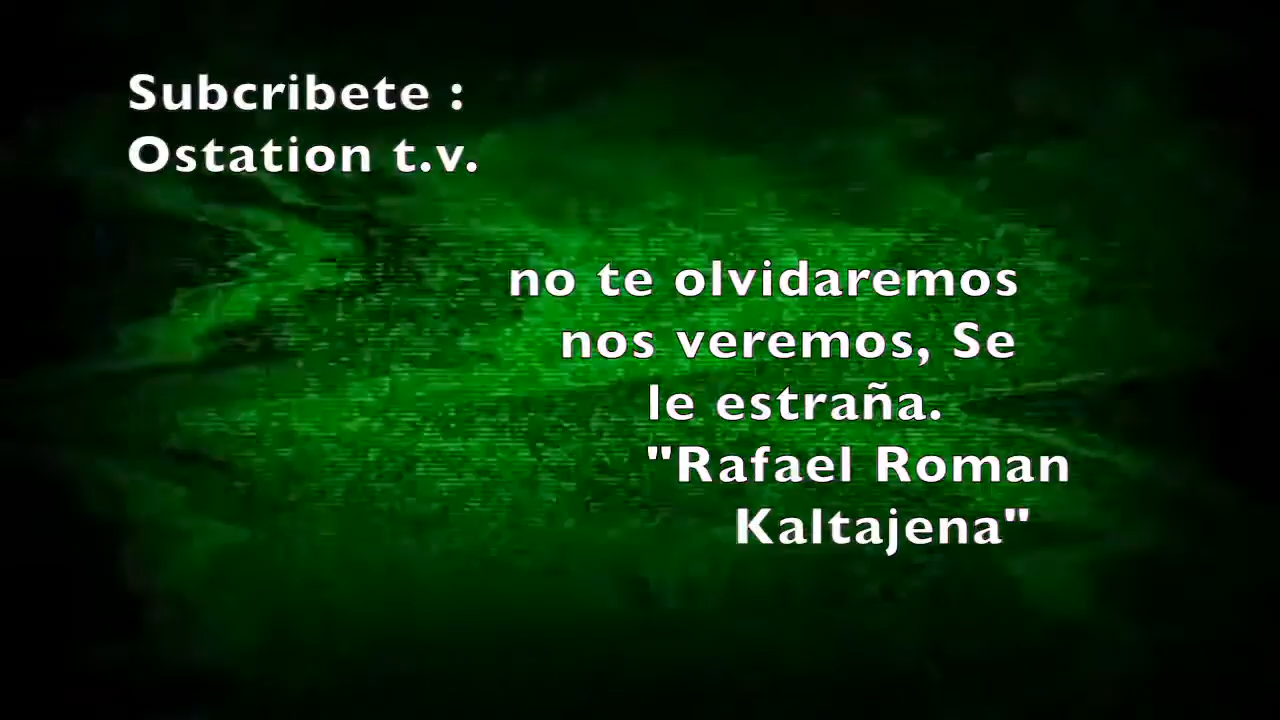 Subcribete :
Ostation t.v.
no te olvidaremos
nos veremos, Se
le estraña.
"Rafael Roman
Kaltajena"